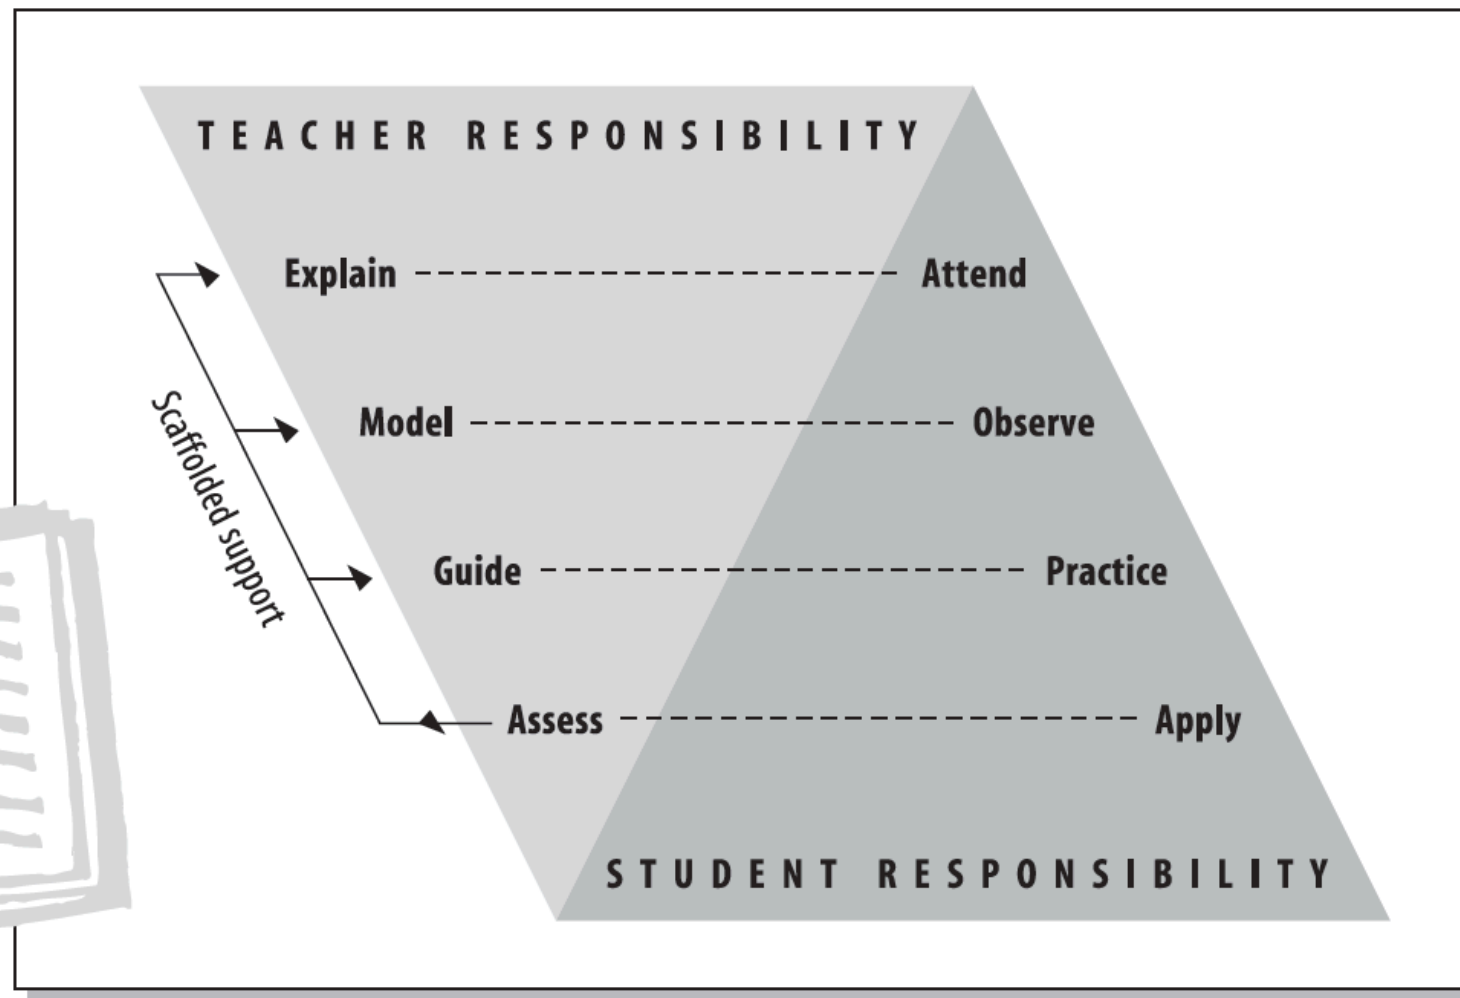 TEACHER RESPONSIBILITY
Explain Attend
Model Observe
Scaffolded support
Guide Practice
Assess Apply
STUDENT RESPONSIBILITY